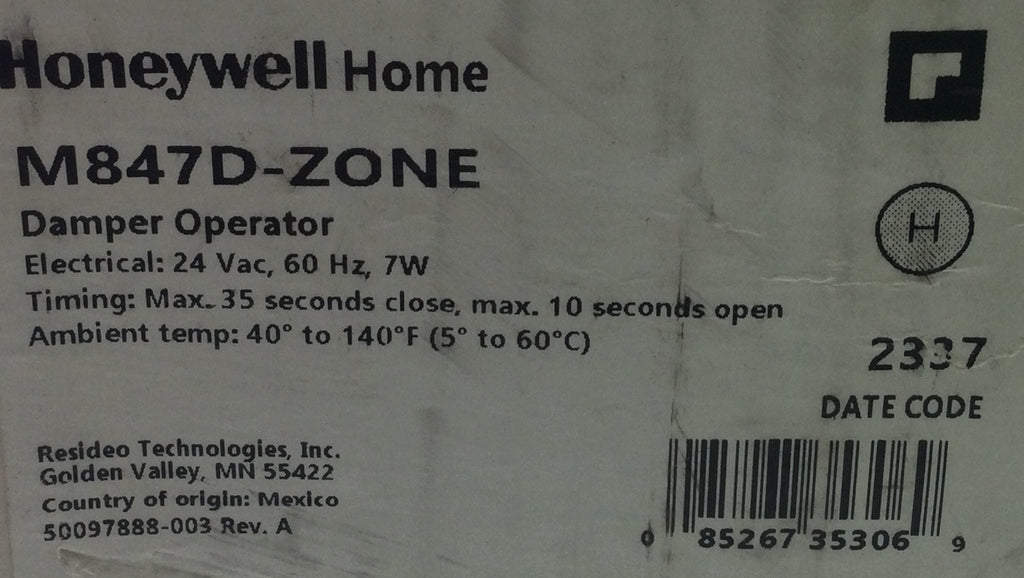 Honeywell Home
M847D-ZONE
Damper Operator
Electrical: 24 Vac, 60 Hz, 7W
Timing: Max. 35 seconds close, max. 10 seconds open
Ambient temp: 40° to 140°F (5° to 60°C)
H
2337
DATE CODE
Resideo Technologies, Inc.
Golden Valley, MN 55422
Country of origin: Mexico
50097888-003 Rev. A
0 85267 35306 9